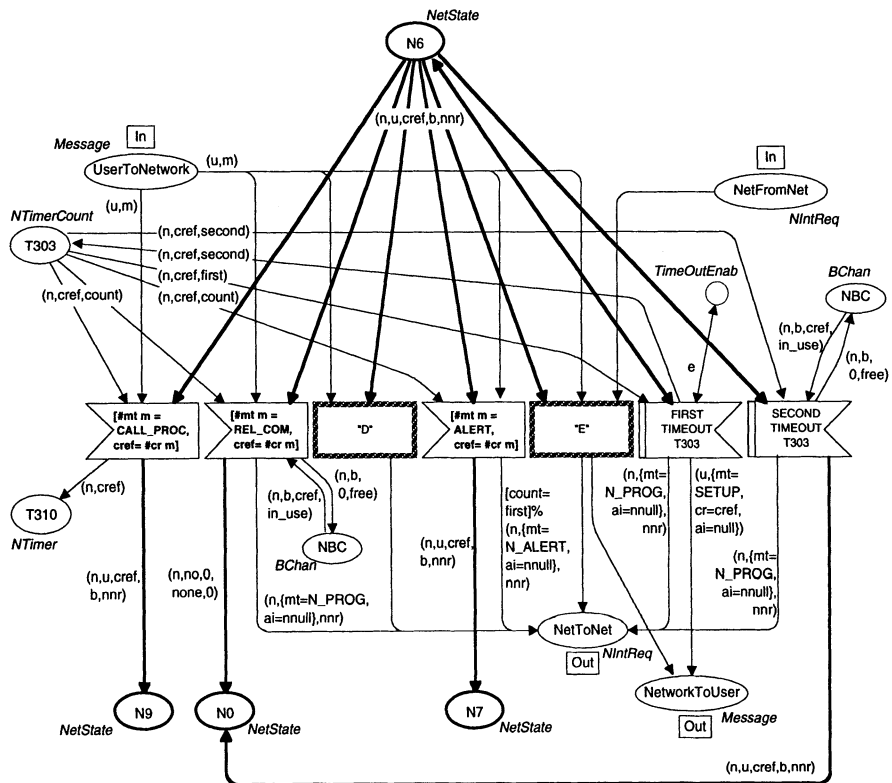 NetState
N6
(n,u,cref,b,nnr)
In
Message
UserToNetwork
(u,m)
(u,m)
In
NetFromNet
NIntReq
NTimerCount
T303
(n,cref,second)
(n,cref,second)
(n,cref,first)
(n,cref,count)
(n,cref,count)
TimeOutEnab
e
BChan
NBC
(n,b,cref,
in_use)
(n,b,
0,free)
[#mt m =
CALL_PROC,
cref= #cr m]
[#mt m =
REL_COM,
cref= #cr m]
"D"
[#mt m =
ALERT,
cref= #cr m]
"E"
FIRST
TIMEOUT
T303
SECOND
TIMEOUT
T303
(n,cref)
T310
NTimer
(n,b,cref,
in_use)
(n,b,
0,free)
NBC
BChan
[count=
first]%
(n,{mt=
N_ALERT,
ai=nnull},
nnr)
(n,{mt=
N_PROG,
ai=nnull},
nnr)
(u,{mt=
SETUP,
cr=cref,
ai=null})
(n,{mt=
N_PROG,
ai=nnull},
nnr)
(n,u,cref,
b,nnr)
(n,no,0,
none,0)
(n,{mt=N_PROG,
ai=nnull},nnr)
(n,u,cref,
b,nnr)
NetToNet
NIntReq
Out
NetworkToUser
Message
Out
N9
NetState
N0
NetState
N7
NetState
(n,u,cref,b,nnr)